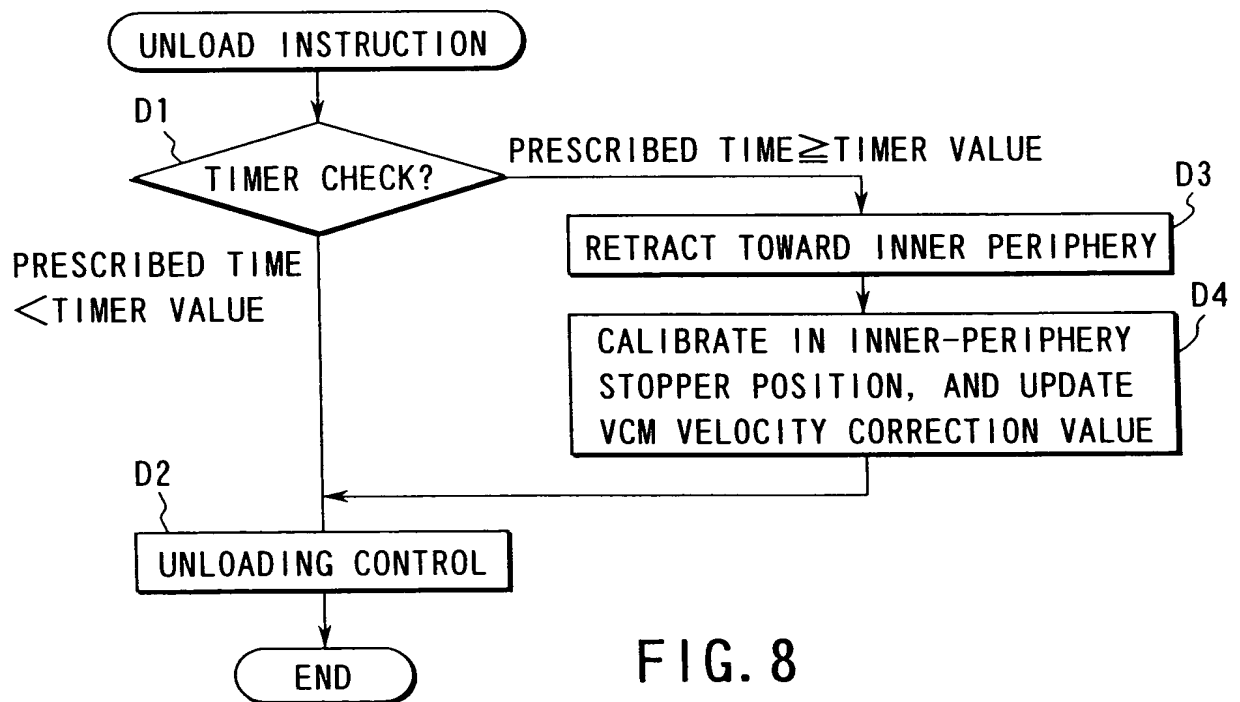 UNLOAD INSTRUCTION
D1
TIMER CHECK?
PRESCRIBED TIME≧TIMER VALUE
D3
RETRACT TOWARD INNER PERIPHERY
PRESCRIBED TIME
<TIMER VALUE
D4
CALIBRATE IN INNER-PERIPHERY
STOPPER POSITION, AND UPDATE
VCM VELOCITY CORRECTION VALUE
D2
UNLOADING CONTROL
END
FIG. 8